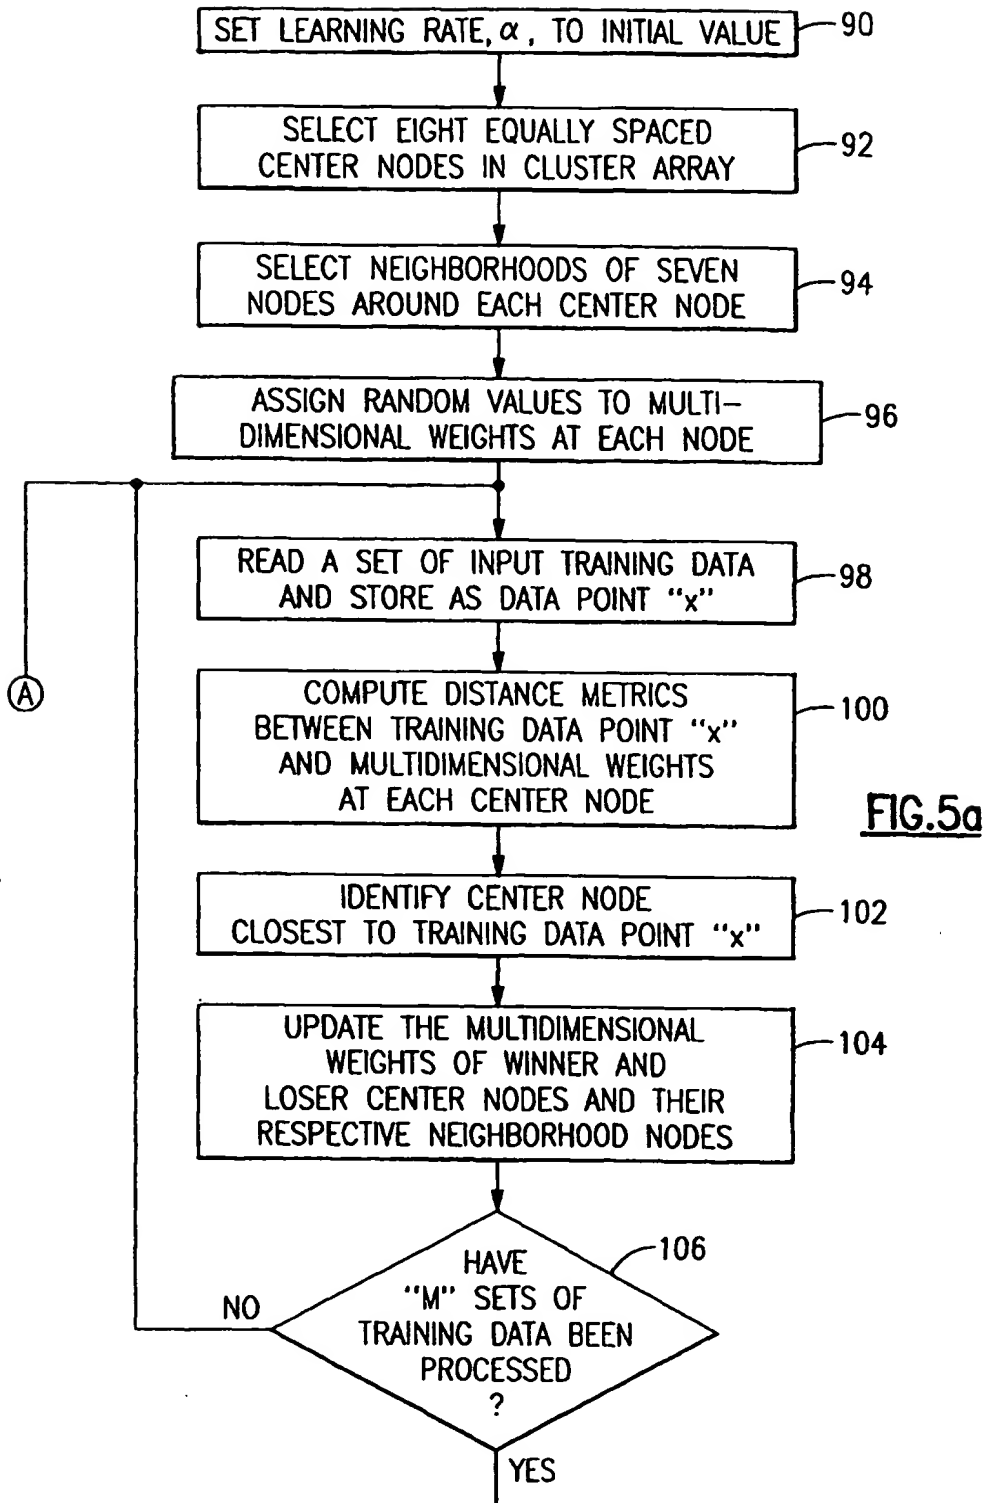 SET LEARNING RATE, α, TO INITIAL VALUE
90
SELECT EIGHT EQUALLY SPACED
CENTER NODES IN CLUSTER ARRAY
92
SELECT NEIGHBORHOODS OF SEVEN
NODES AROUND EACH CENTER NODE
94
ASSIGN RANDOM VALUES TO MULTI-
DIMENSIONAL WEIGHTS AT EACH NODE
96
READ A SET OF INPUT TRAINING DATA
AND STORE AS DATA POINT "x"
98
A
COMPUTE DISTANCE METRICS
BETWEEN TRAINING DATA POINT "x"
AND MULTIDIMENSIONAL WEIGHTS
AT EACH CENTER NODE
100
FIG.5a
IDENTIFY CENTER NODE
CLOSEST TO TRAINING DATA POINT "x"
102
UPDATE THE MULTIDIMENSIONAL
WEIGHTS OF WINNER AND
LOSER CENTER NODES AND THEIR
RESPECTIVE NEIGHBORHOOD NODES
104
HAVE
"M" SETS OF
TRAINING DATA BEEN
PROCESSED
?
106
NO
YES